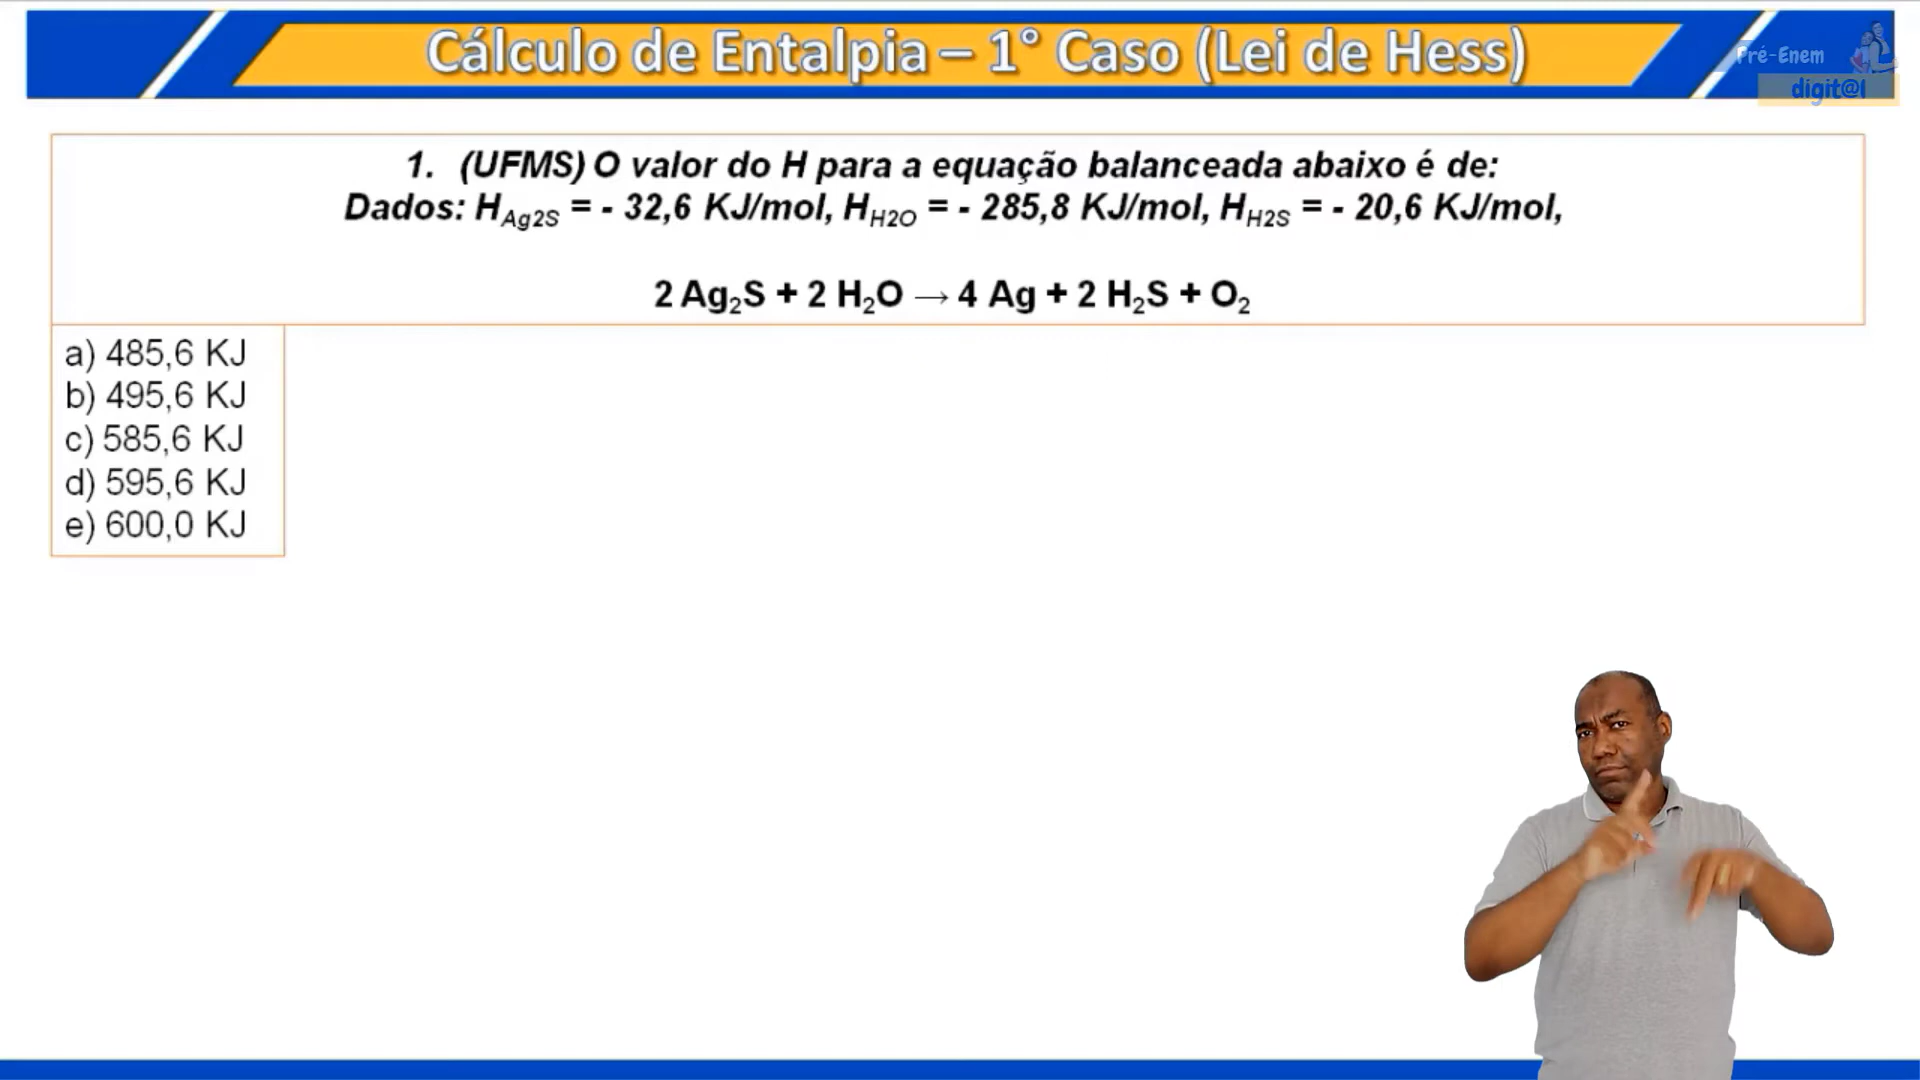 Cálculo de Entalpia – 1° Caso (Lei de Hess)
Pré-Enem
digit@l
1. (UFMS) O valor do H para a equação balanceada abaixo é de:
Dados: H_Ag2S = - 32,6 KJ/mol, H_H2O = - 285,8 KJ/mol, H_H2S = - 20,6 KJ/mol,
2 Ag₂S + 2 H₂O → 4 Ag + 2 H₂S + O₂
a) 485,6 KJ
b) 495,6 KJ
c) 585,6 KJ
d) 595,6 KJ
e) 600,0 KJ